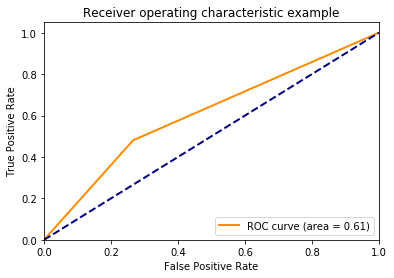 Receiver operating characteristic example
True Positive Rate
1.0
0.8
0.6
0.4
0.2
0.0
ROC curve (area = 0.61)
0.0 0.2 0.4 0.6 0.8 1.0
False Positive Rate